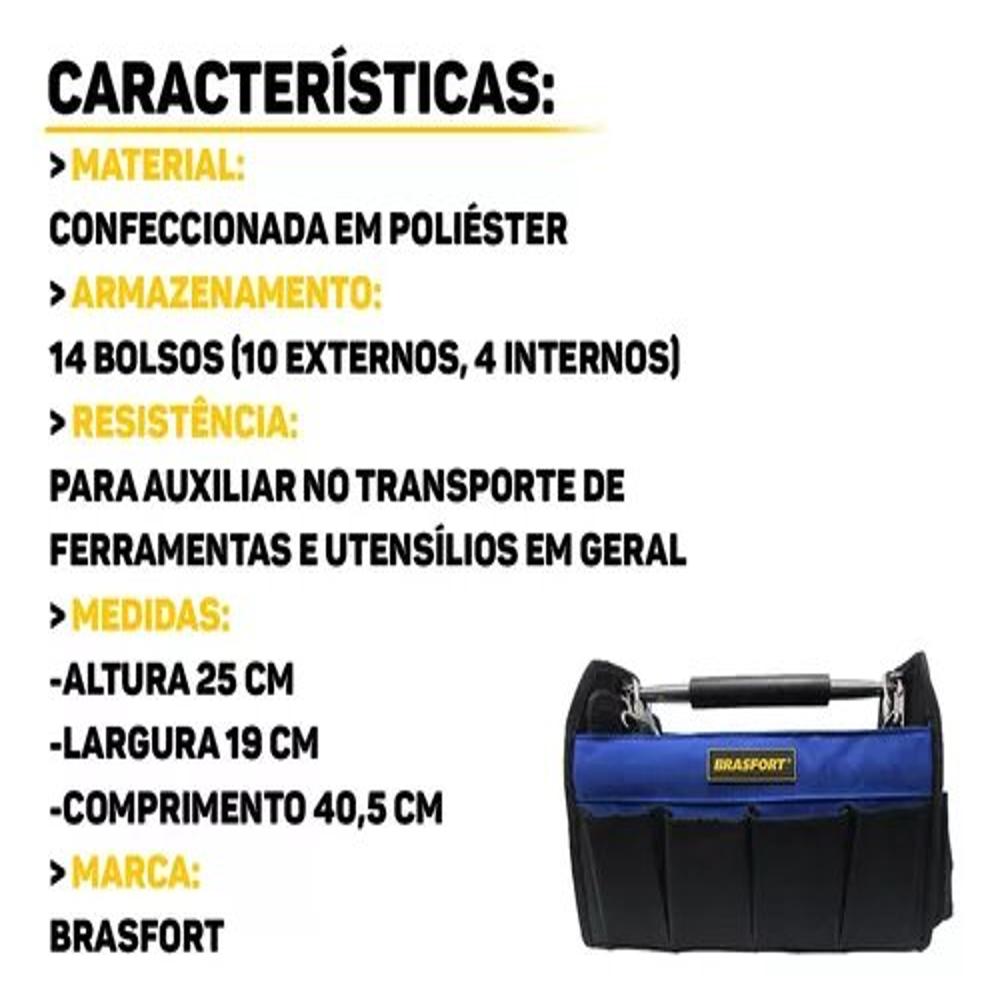 CARACTERÍSTICAS:
> MATERIAL:
CONFECCIONADA EM POLIÉSTER
> ARMAZENAMENTO:
14 BOLSOS (10 EXTERNOS, 4 INTERNOS)
> RESISTÊNCIA:
PARA AUXILIAR NO TRANSPORTE DE
FERRAMENTAS E UTENSÍLIOS EM GERAL
> MEDIDAS:
-ALTURA 25 CM
-LARGURA 19 CM
-COMPRIMENTO 40,5 CM
> MARCA:
BRASFORT
BRASFORT®